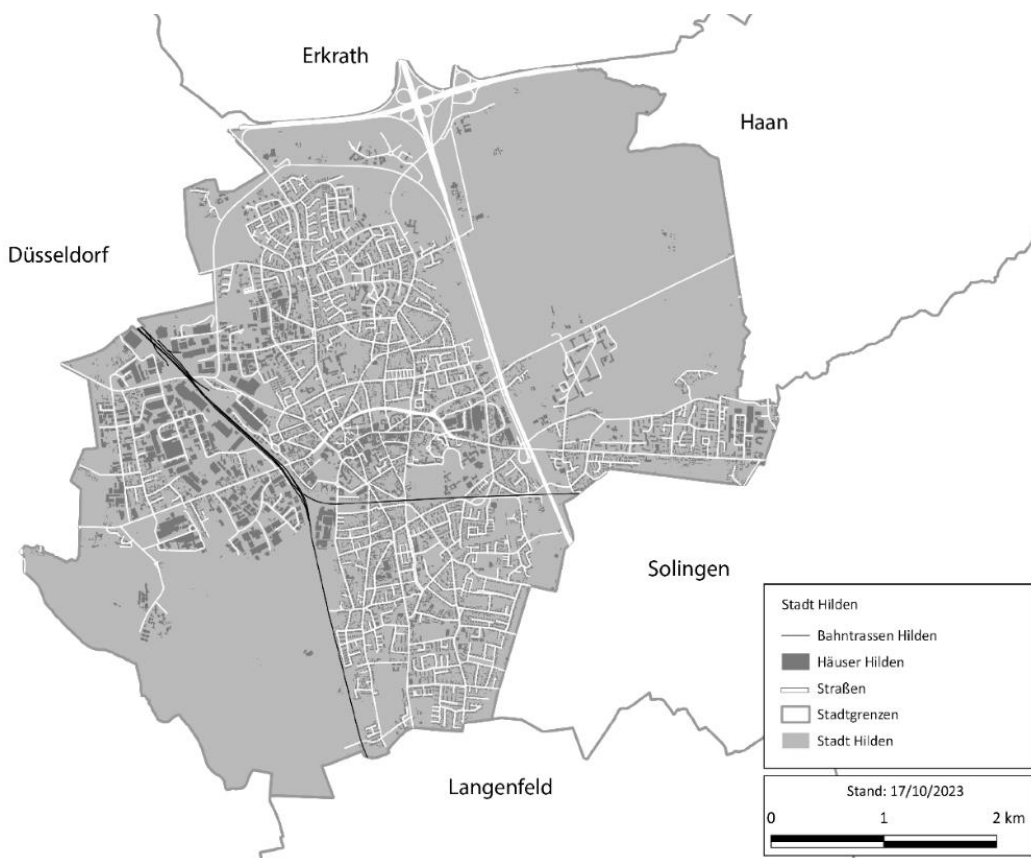 Erkrath
Haan
Düsseldorf
Solingen
Langenfeld
Stadt Hilden
Bahntrassen Hilden
Häuser Hilden
Straßen
Stadtgrenzen
Stadt Hilden
Stand: 17/10/2023
0 1 2 km